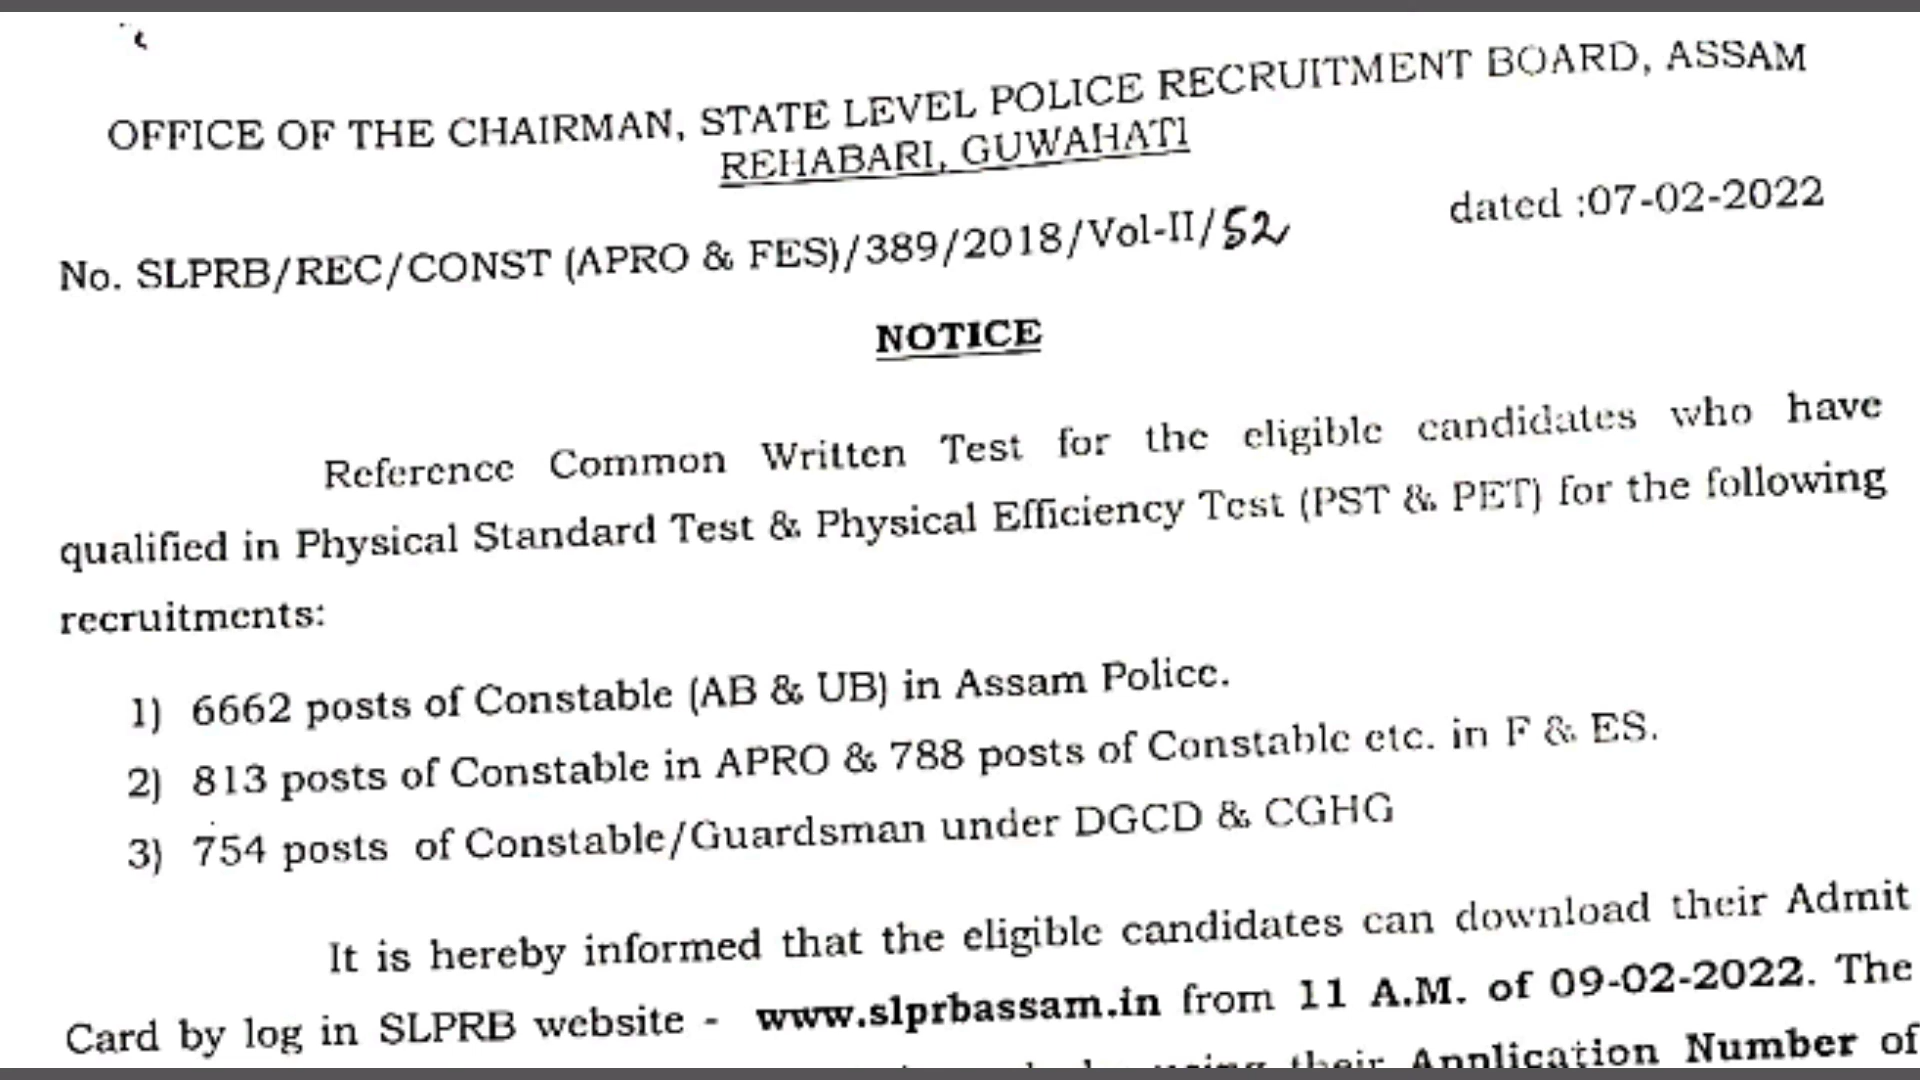 OFFICE OF THE CHAIRMAN, STATE LEVEL POLICE RECRUITMENT BOARD, ASSAM
REHABARI, GUWAHATI
No. SLPRB/REC/CONST (APRO & FES)/389/2018/Vol-II/52 dated :07-02-2022
NOTICE
Reference Common Written Test for the eligible candidates who have
qualified in Physical Standard Test & Physical Efficiency Test (PST & PET) for the following
recruitments:
1) 6662 posts of Constable (AB & UB) in Assam Police.
2) 813 posts of Constable in APRO & 788 posts of Constable etc. in F & ES.
3) 754 posts of Constable/Guardsman under DGCD & CGHG
It is hereby informed that the eligible candidates can download their Admit
Card by log in SLPRB website - www.slprbassam.in from 11 A.M. of 09-02-2022. The
using their Application Number of